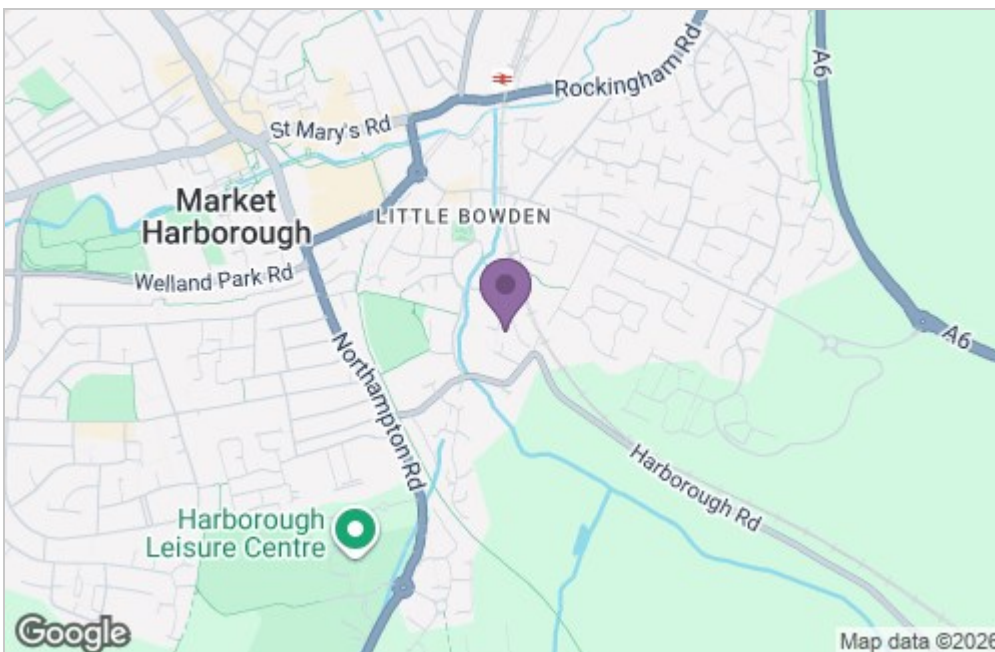 Rockingham Rd
A6
St Mary's Rd
Market
Harborough
LITTLE BOWDEN
Welland Park Rd
A6
Northampton Rd
Harborough Rd
Harborough
Leisure Centre
Google
Map data ©2026